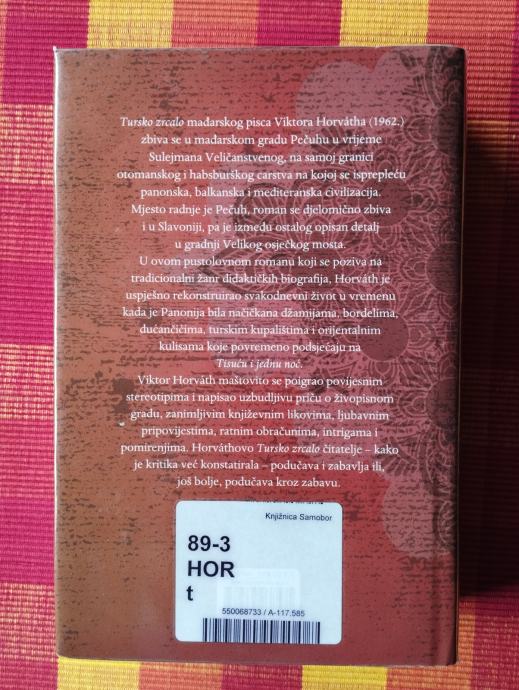 Tursko zrcalo mađarskog pisca Viktora Horvátha (1962.)
zbiva se u mađarskom gradu Pečuhu u vrijeme
Sulejmana Veličanstvenog, na samoj granici
otomanskog i habsburškog carstva na kojoj se isprepleću
panonska, balkanska i mediteranska civilizacija.
Mjesto radnje je Pečuh, roman se djelomično zbiva
i u Slavoniji, pa je između ostalog opisan detalj
u gradnji Velikog osječkog mosta.
U ovom pustolovnom romanu koji se poziva na
tradicionalni žanr didaktičkih biografija, Horváth je
uspješno rekonstruirao svakodnevni život u vremenu
kada je Panonija bila načičkana džamijama, bordelima,
dućančićima, turskim kupalištima i orijentalnim
kulisama koje povremeno podsjećaju na
Tisuću i jednu noć.
Viktor Horváth maštovito se poigrao povijesnim
stereotipima i napisao uzbudljivu priču o živopisnom
gradu, zanimljivim književnim likovima, ljubavnim
pripovijestima, ratnim obračunima, intrigama i
pomirenjima. Horváthovo Tursko zrcalo čitatelje – kako
je kritika već konstatirala – podučava i zabavlja ili,
još bolje, podučava kroz zabavu.
Knjižnica Samobor
89-3
HOR
t
550068733 / A-117.585